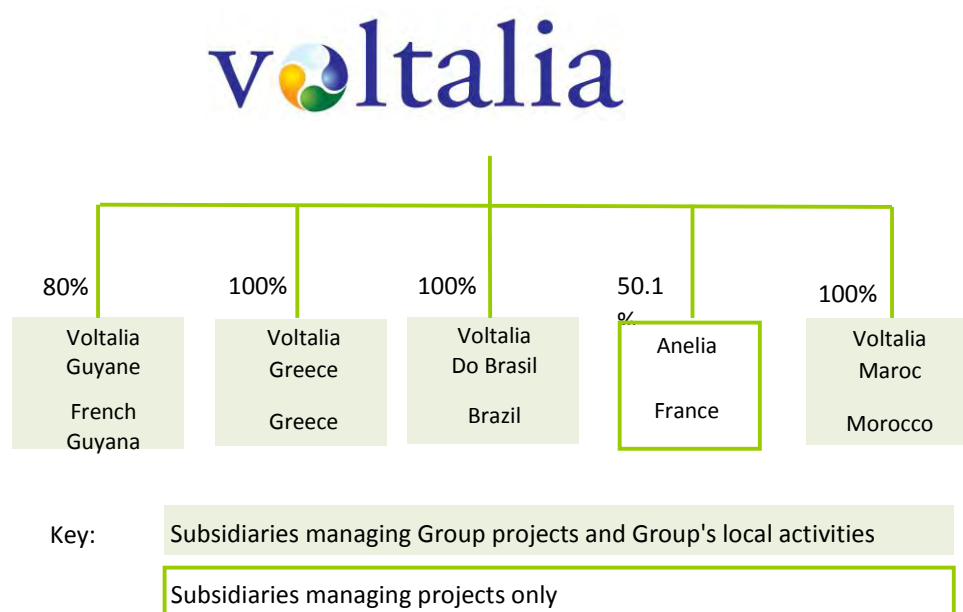 voltalia
80%
100%
100%
50.1
%
100%
Voltalia
Guyane
French
Guyana
Voltalia
Greece
Greece
Voltalia
Do Brasil
Brazil
Anelia
France
Voltalia
Maroc
Morocco
Key:
Subsidiaries managing Group projects and Group's local activities
Subsidiaries managing projects only